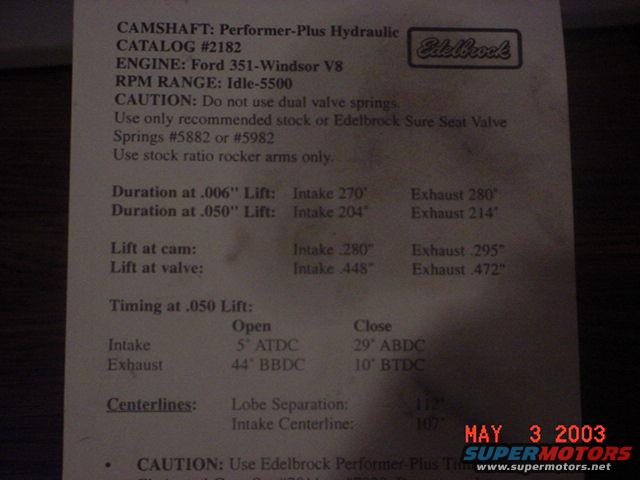 CAMSHAFT: Performer-Plus Hydraulic
Edelbrock
CATALOG #2182
ENGINE: Ford 351-Windsor V8
RPM RANGE: Idle-5500
CAUTION: Do not use dual valve springs.
Use only recommended stock or Edelbrock Sure Seat Valve
Springs #5882 or #5982
Use stock ratio rocker arms only.
Duration at .006" Lift: Intake 270° Exhaust 280°
Duration at .050" Lift: Intake 204° Exhaust 214°
Lift at cam: Intake .280" Exhaust .295"
Lift at valve: Intake .448" Exhaust .472"
Timing at .050 Lift:
Open Close
Intake 5° ATDC 29° ABDC
Exhaust 44° BBDC 10° BTDC
Centerlines: Lobe Separation: 112°
Intake Centerline: 107°
• CAUTION: Use Edelbrock Performer-Plus
MAY 3 2003
SUPERMOTORS
www.supermotors.net